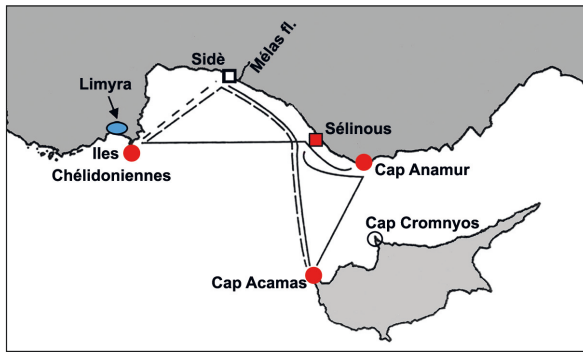 Sidè
Mélas fl.
Limyra
Sélinous
Iles
Chélidoniennes
Cap Anamur
Cap Cromnyos
Cap Acamas